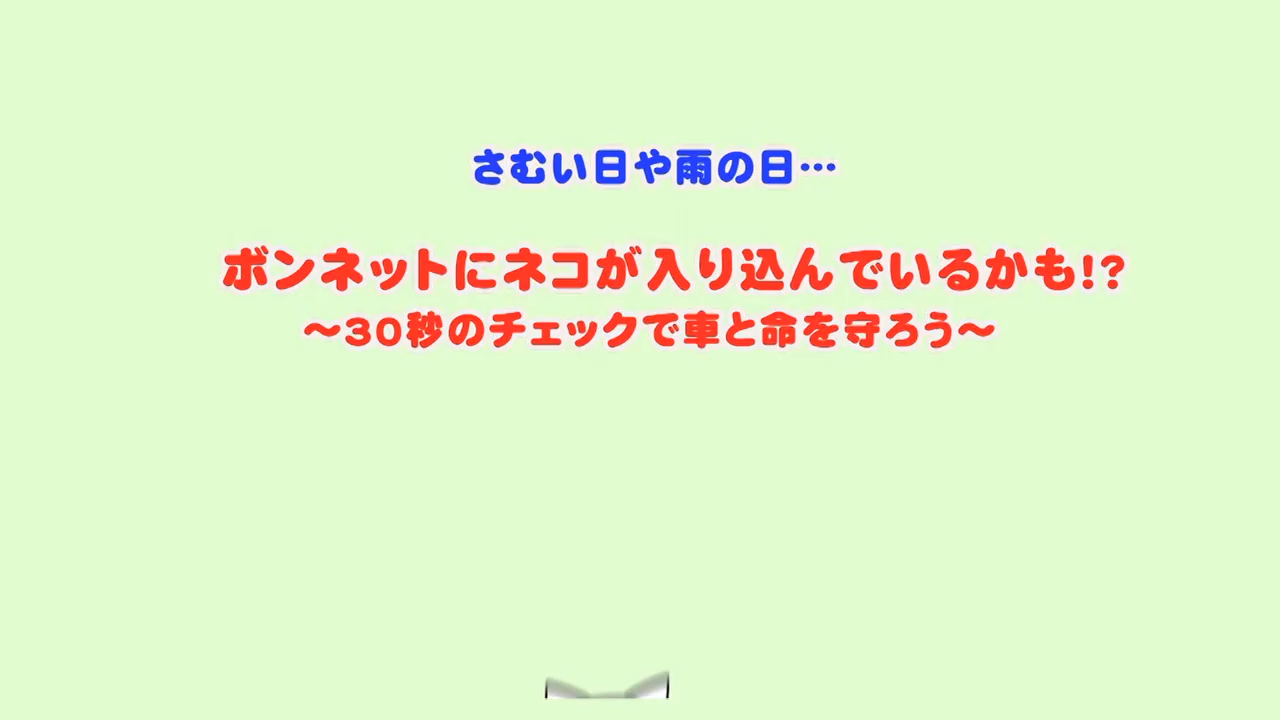 さむい日や雨の日…
ボンネットにネコが入り込んでいるかも!?
～30秒のチェックで車と命を守ろう～